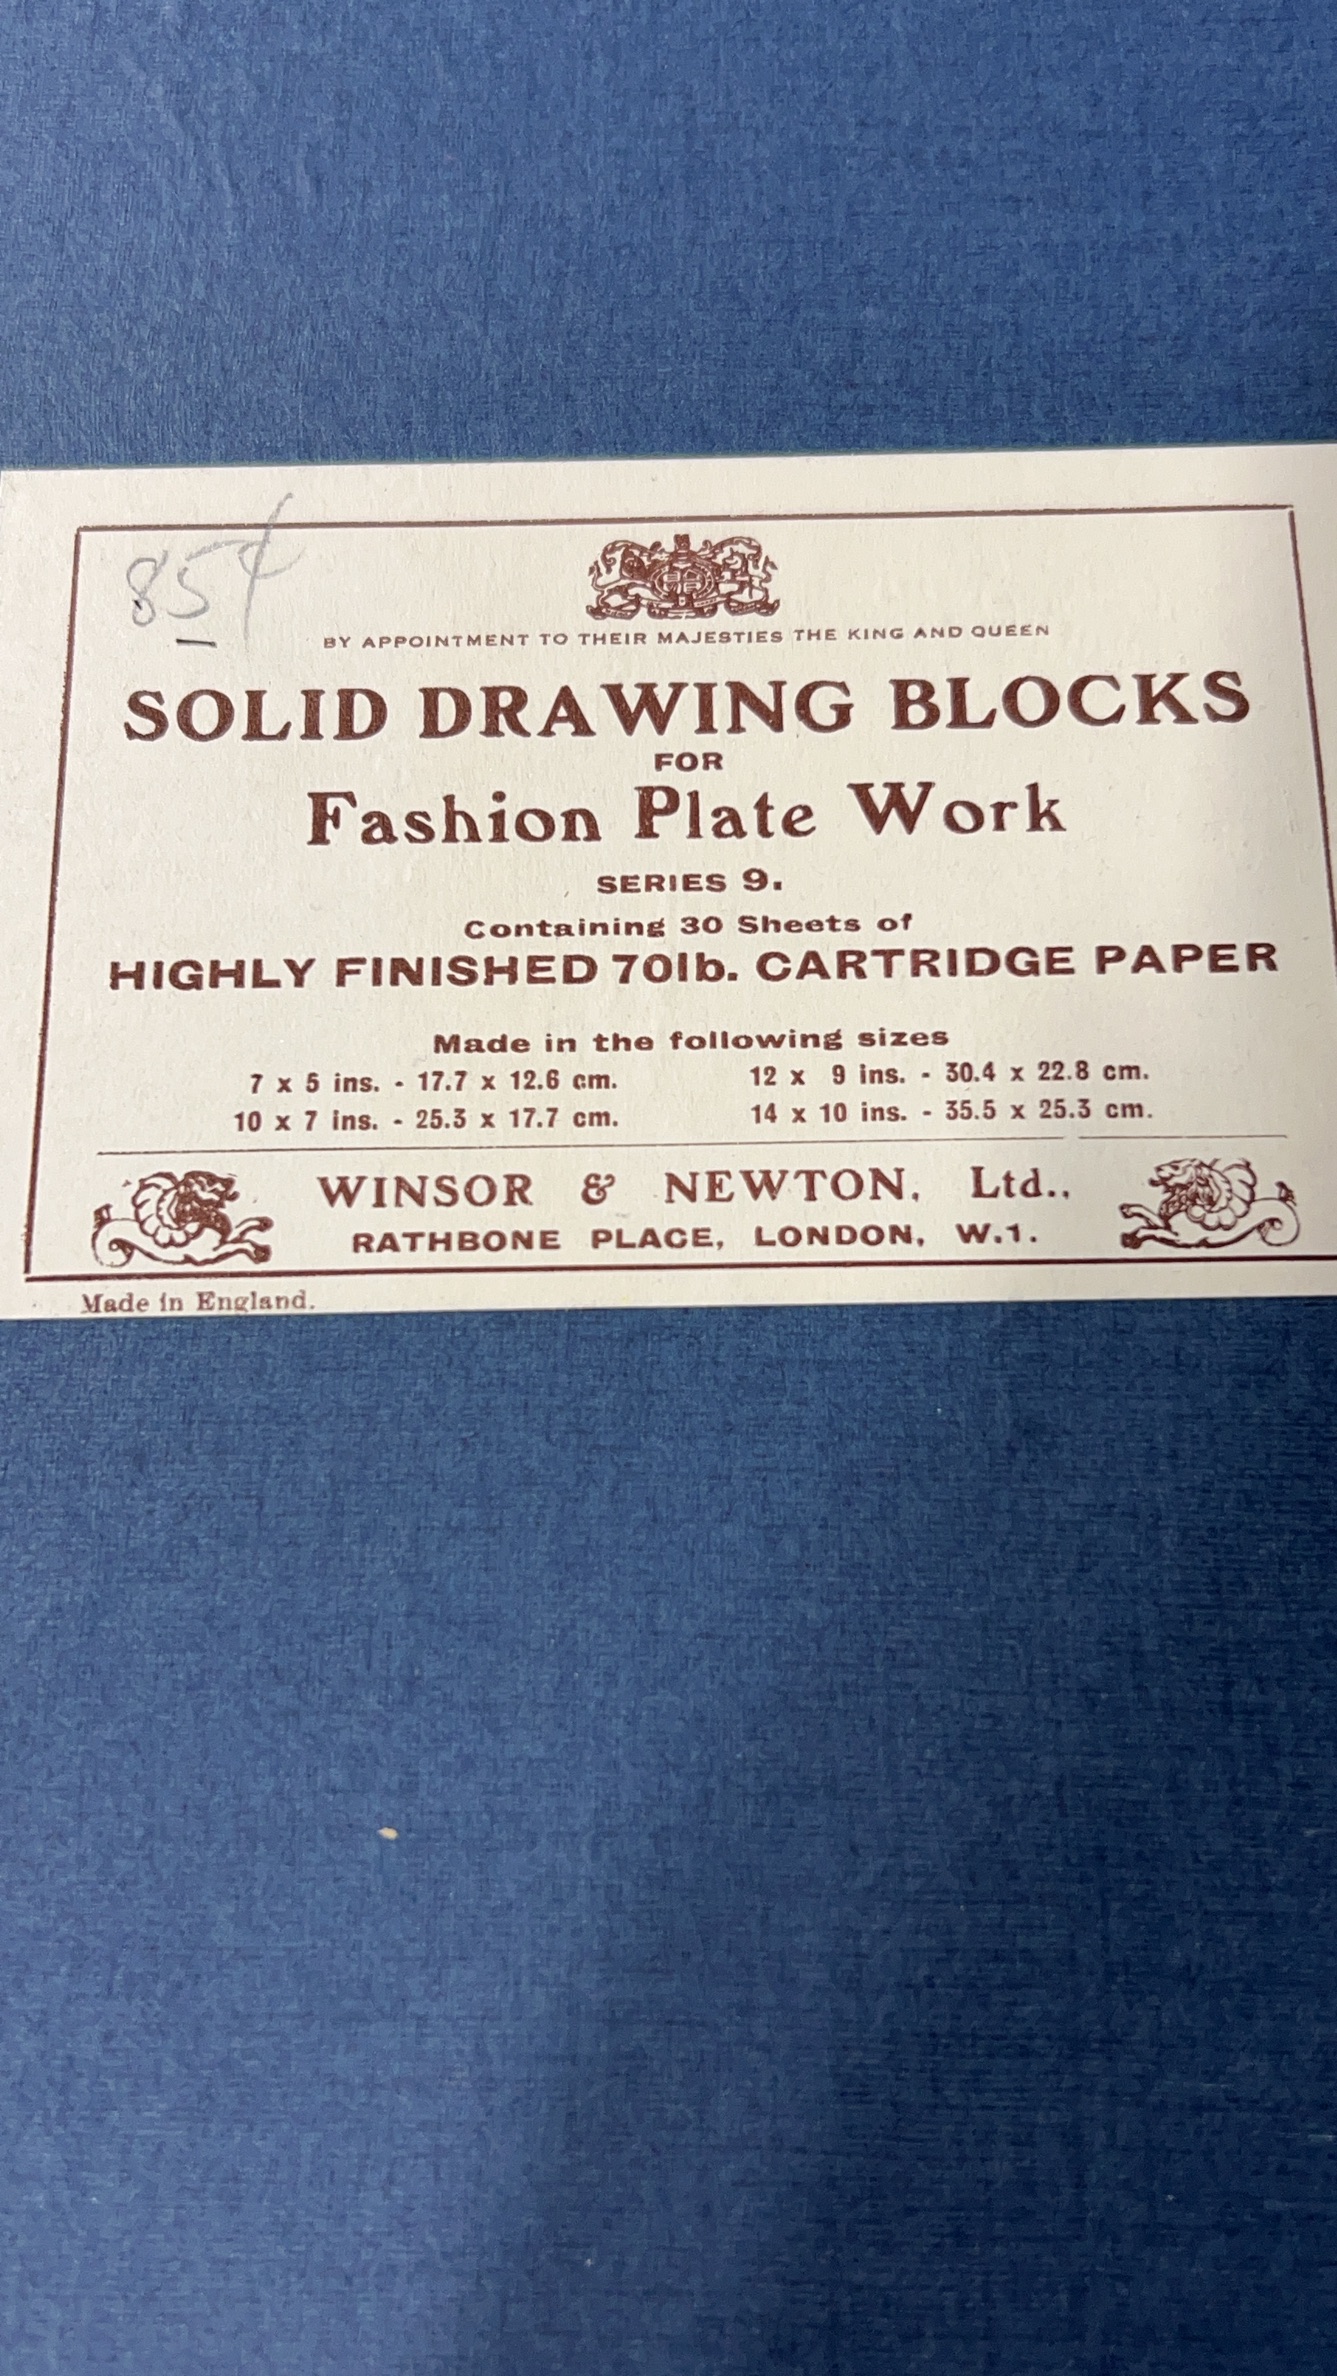 85¢
BY APPOINTMENT TO THEIR MAJESTIES THE KING AND QUEEN
SOLID DRAWING BLOCKS
FOR
Fashion Plate Work
SERIES 9.
Containing 30 Sheets of
HIGHLY FINISHED 70lb. CARTRIDGE PAPER
Made in the following sizes
7 x 5 ins. - 17.7 x 12.6 cm. 12 x 9 ins. - 30.4 x 22.8 cm.
10 x 7 ins. - 25.3 x 17.7 cm. 14 x 10 ins. - 35.5 x 25.3 cm.
WINSOR & NEWTON, Ltd.,
RATHBONE PLACE, LONDON, W.1.
Made in England.